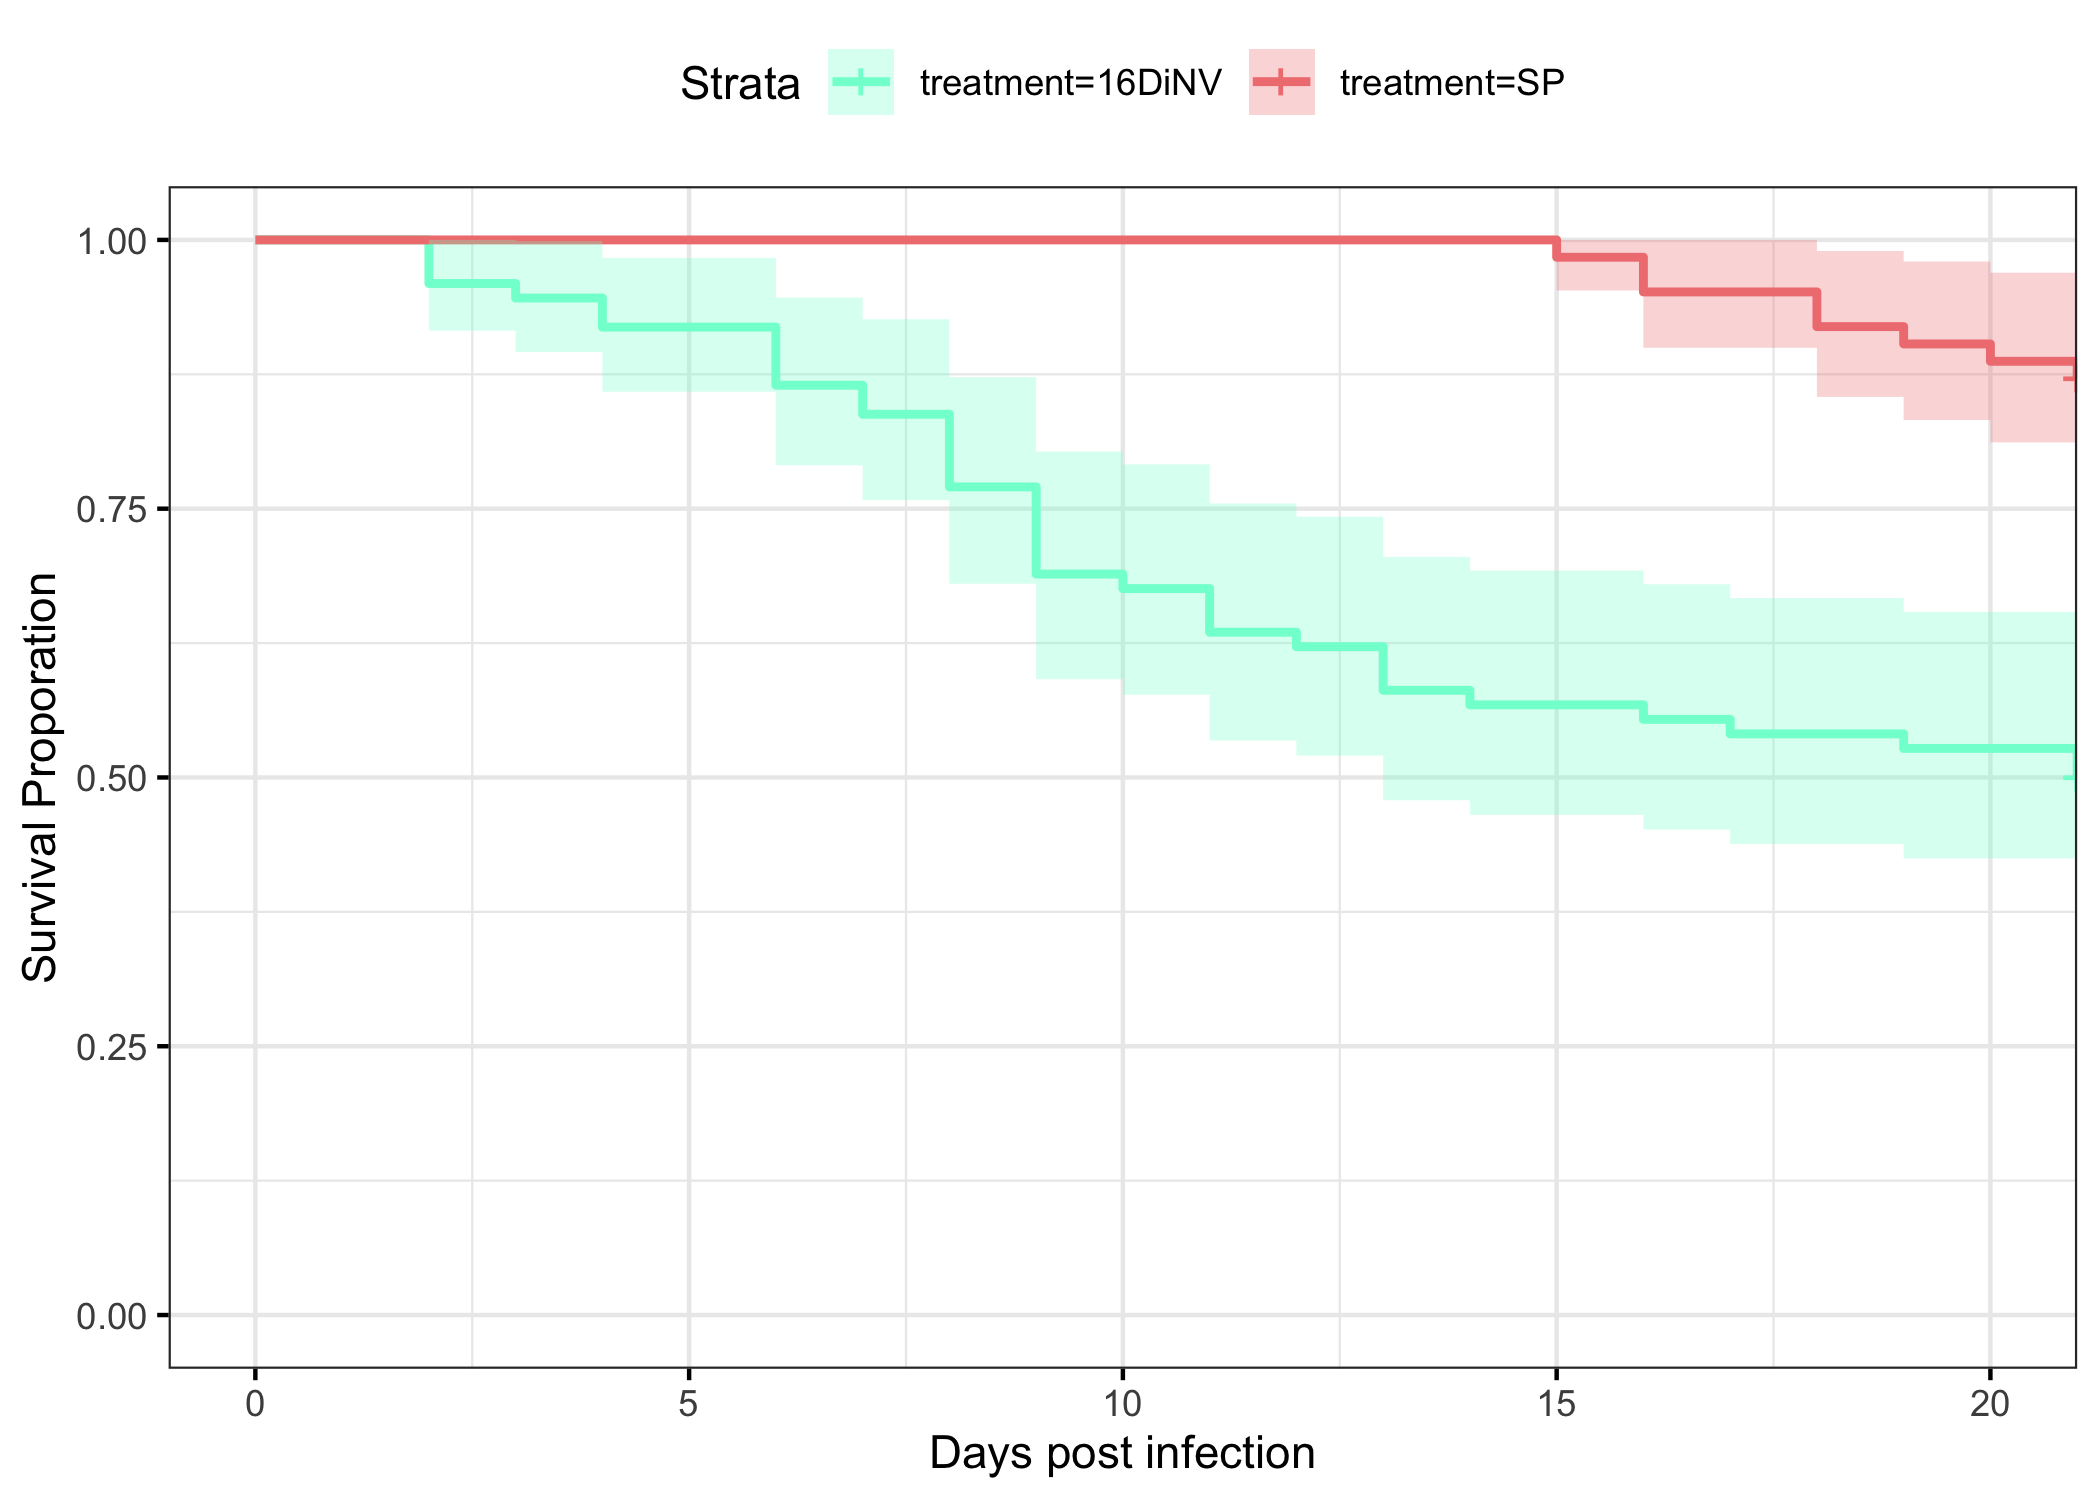 Strata treatment=16DiNV treatment=SP
1.00
0.75
0.50
0.25
0.00
Survival Proporation
0 5 10 15 20
Days post infection